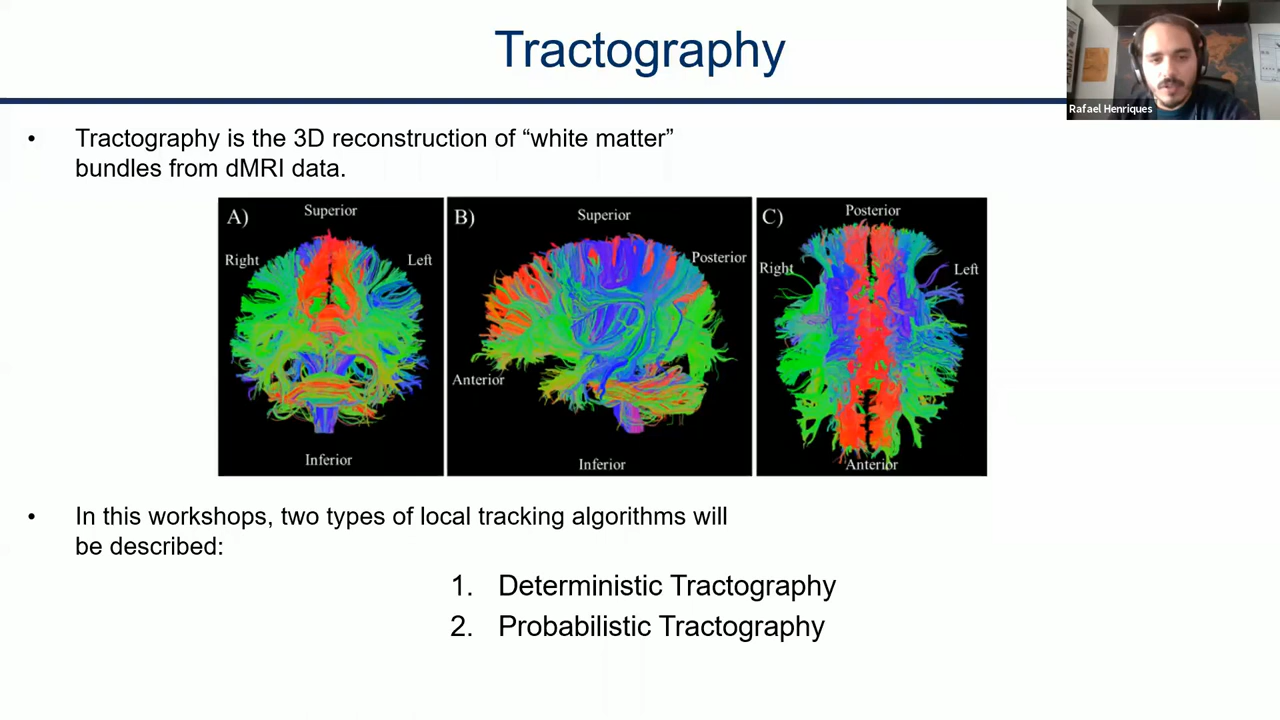 Tractography
Rafael Henriques
• Tractography is the 3D reconstruction of “white matter”
bundles from dMRI data.
A)
Superior
Right
Left
Inferior
B)
Superior
Posterior
Anterior
Inferior
C)
Posterior
Right
Left
Anterior
• In this workshops, two types of local tracking algorithms will
be described:
1. Deterministic Tractography
2. Probabilistic Tractography